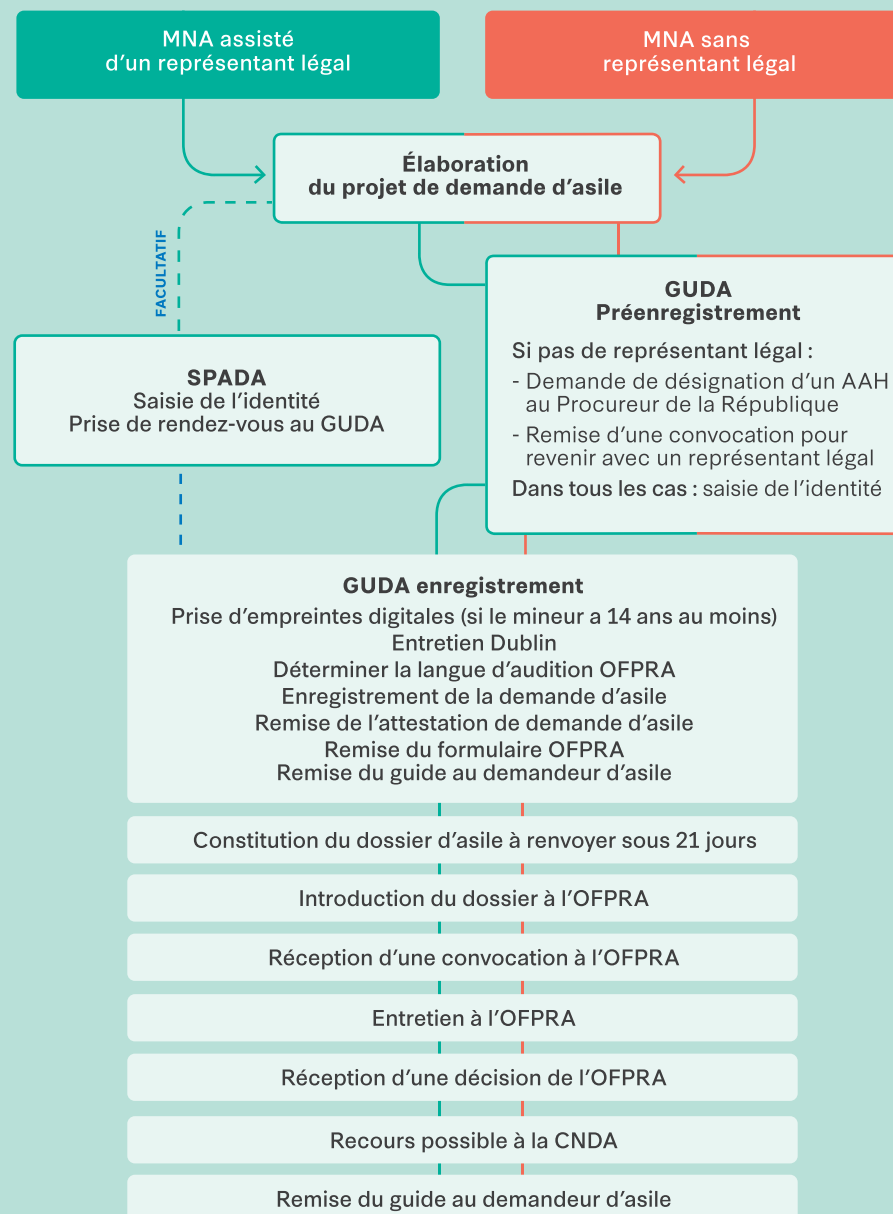 MNA assisté
d'un représentant légal
MNA sans
représentant légal
Élaboration
du projet de demande d'asile
FACULTATIF
SPADA
Saisie de l'identité
Prise de rendez-vous au GUDA
GUDA
Préenregistrement
Si pas de représentant légal :
- Demande de désignation d'un AAH
au Procureur de la République
- Remise d'une convocation pour
revenir avec un représentant légal
Dans tous les cas : saisie de l'identité
GUDA enregistrement
Prise d'empreintes digitales (si le mineur a 14 ans au moins)
Entretien Dublin
Déterminer la langue d'audition OFPRA
Enregistrement de la demande d'asile
Remise de l'attestation de demande d'asile
Remise du formulaire OFPRA
Remise du guide au demandeur d'asile
Constitution du dossier d'asile à renvoyer sous 21 jours
Introduction du dossier à l'OFPRA
Réception d'une convocation à l'OFPRA
Entretien à l'OFPRA
Réception d'une décision de l'OFPRA
Recours possible à la CNDA
Remise du guide au demandeur d'asile